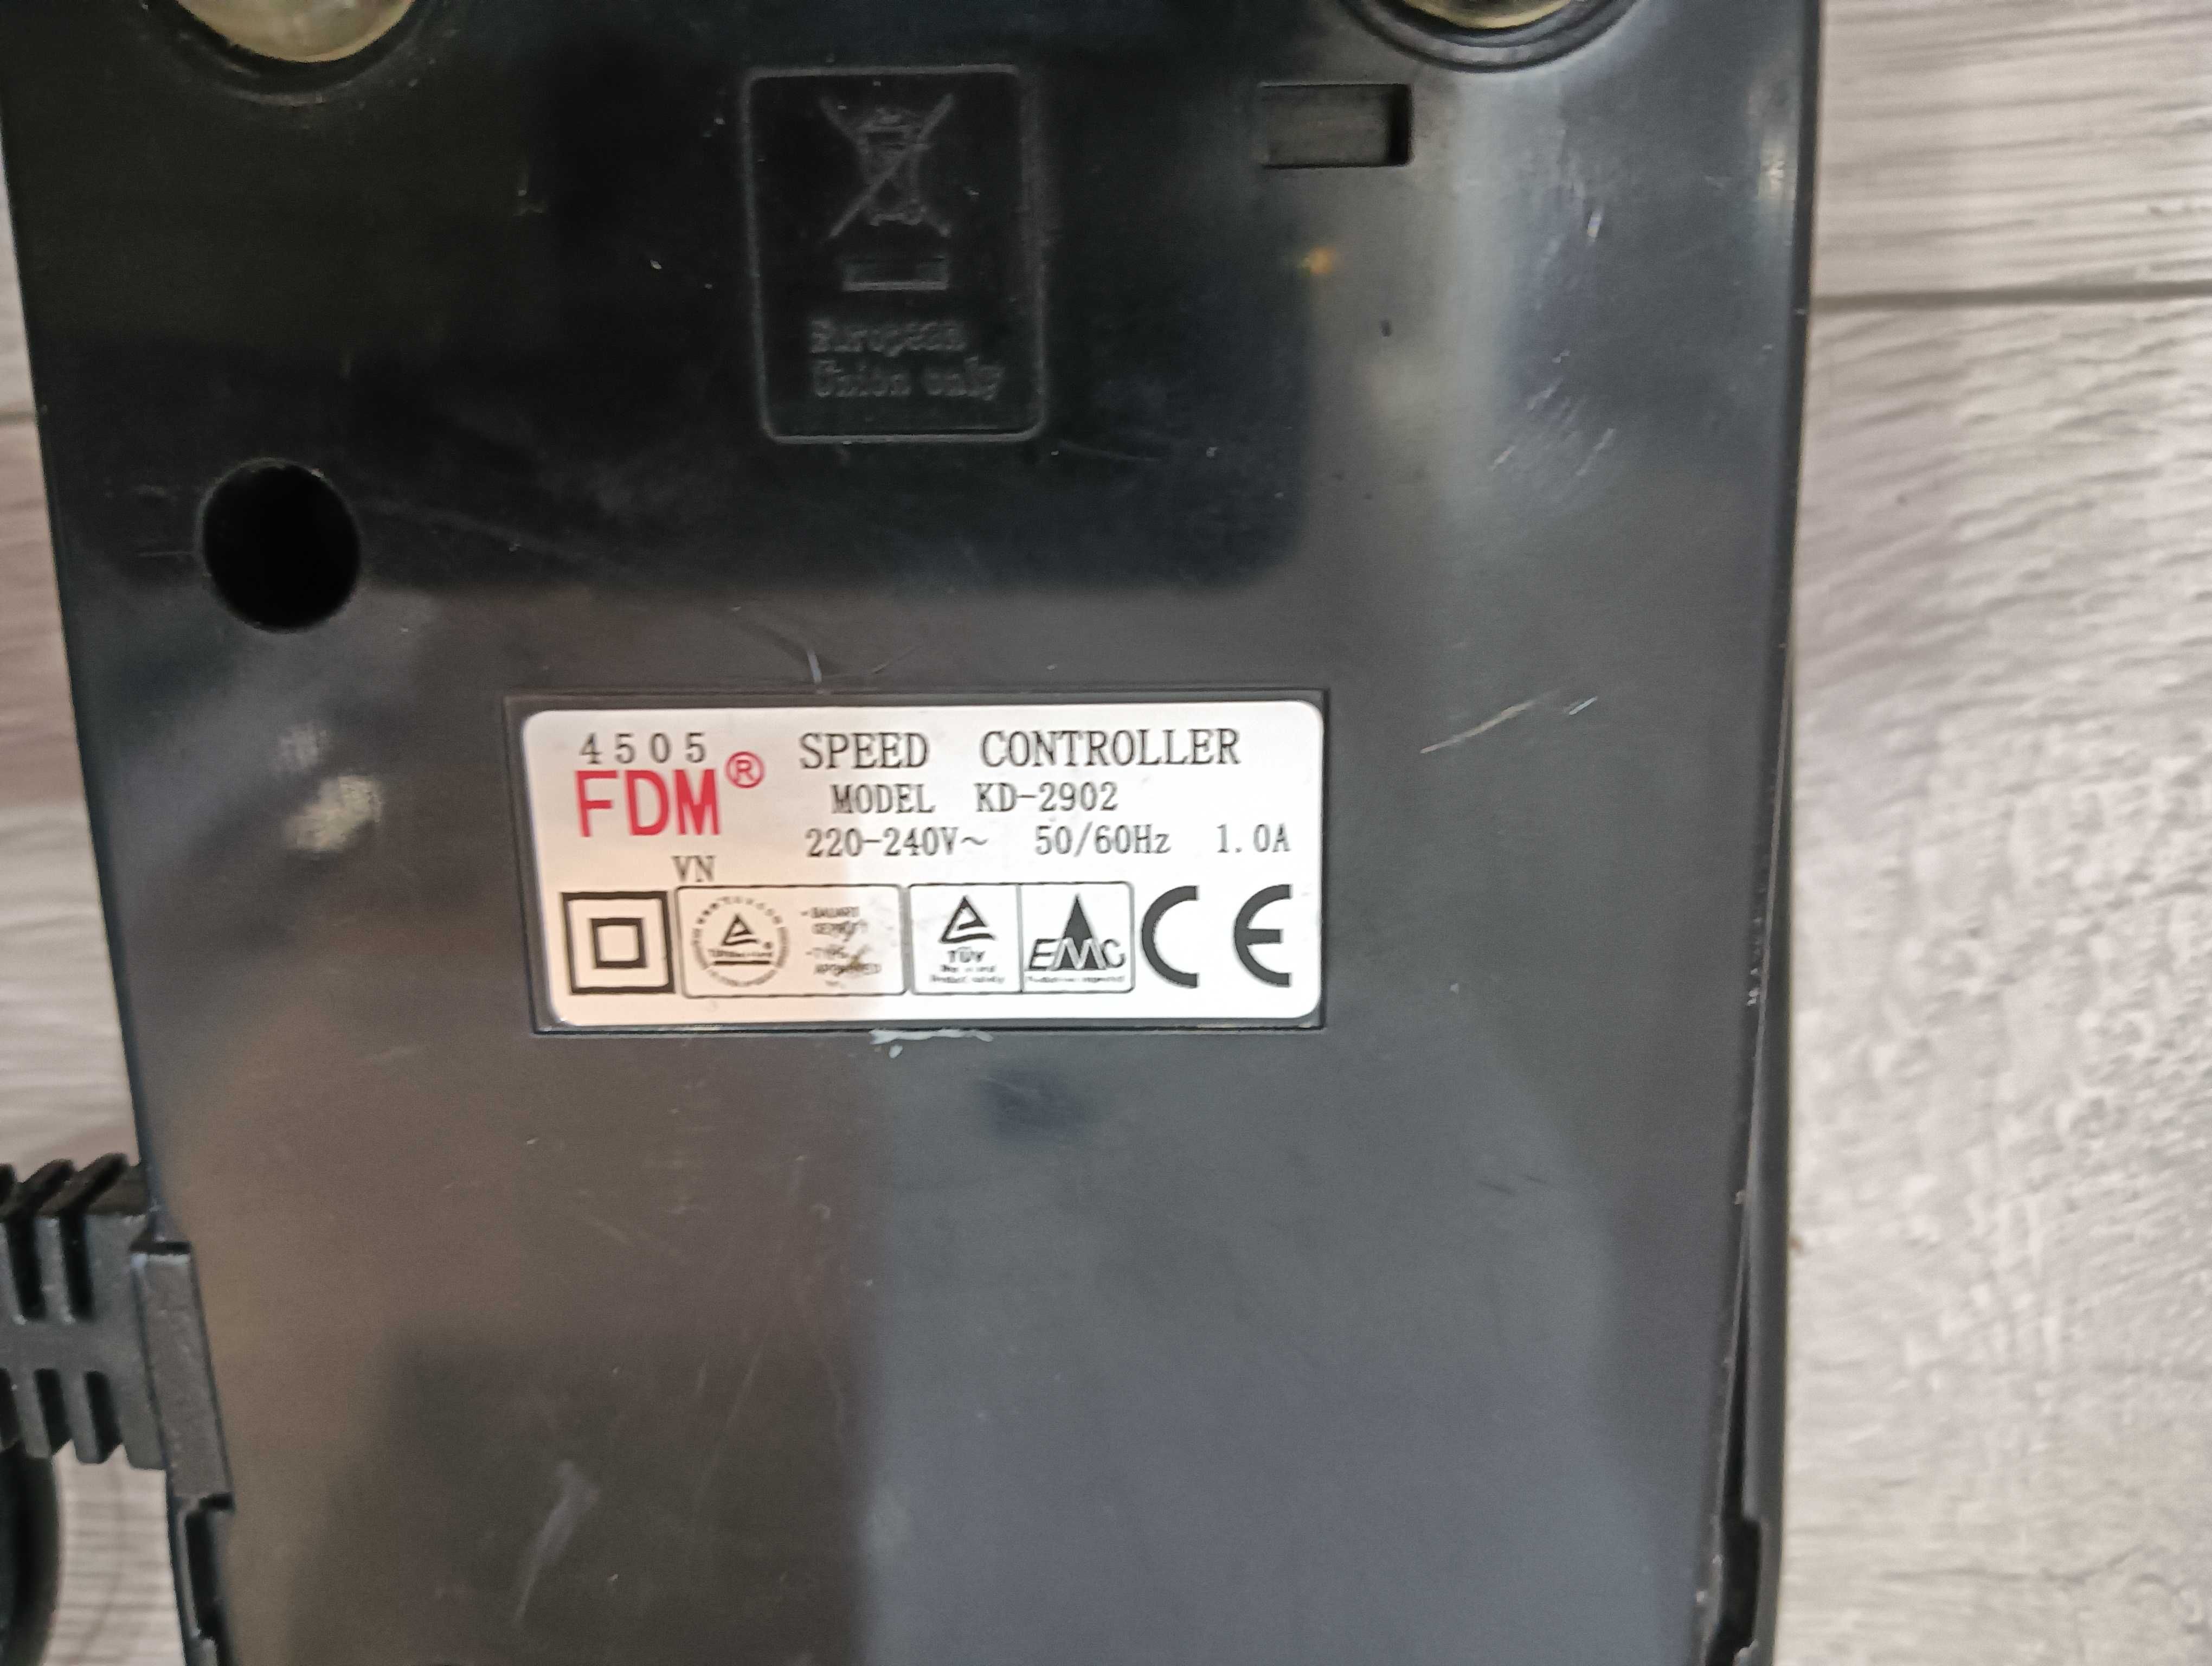 European
Union only
4505
FDM®
SPEED CONTROLLER
MODEL KD-2902
220-240V~ 50/60Hz 1.0A
VN
TÜV
EMC
CE